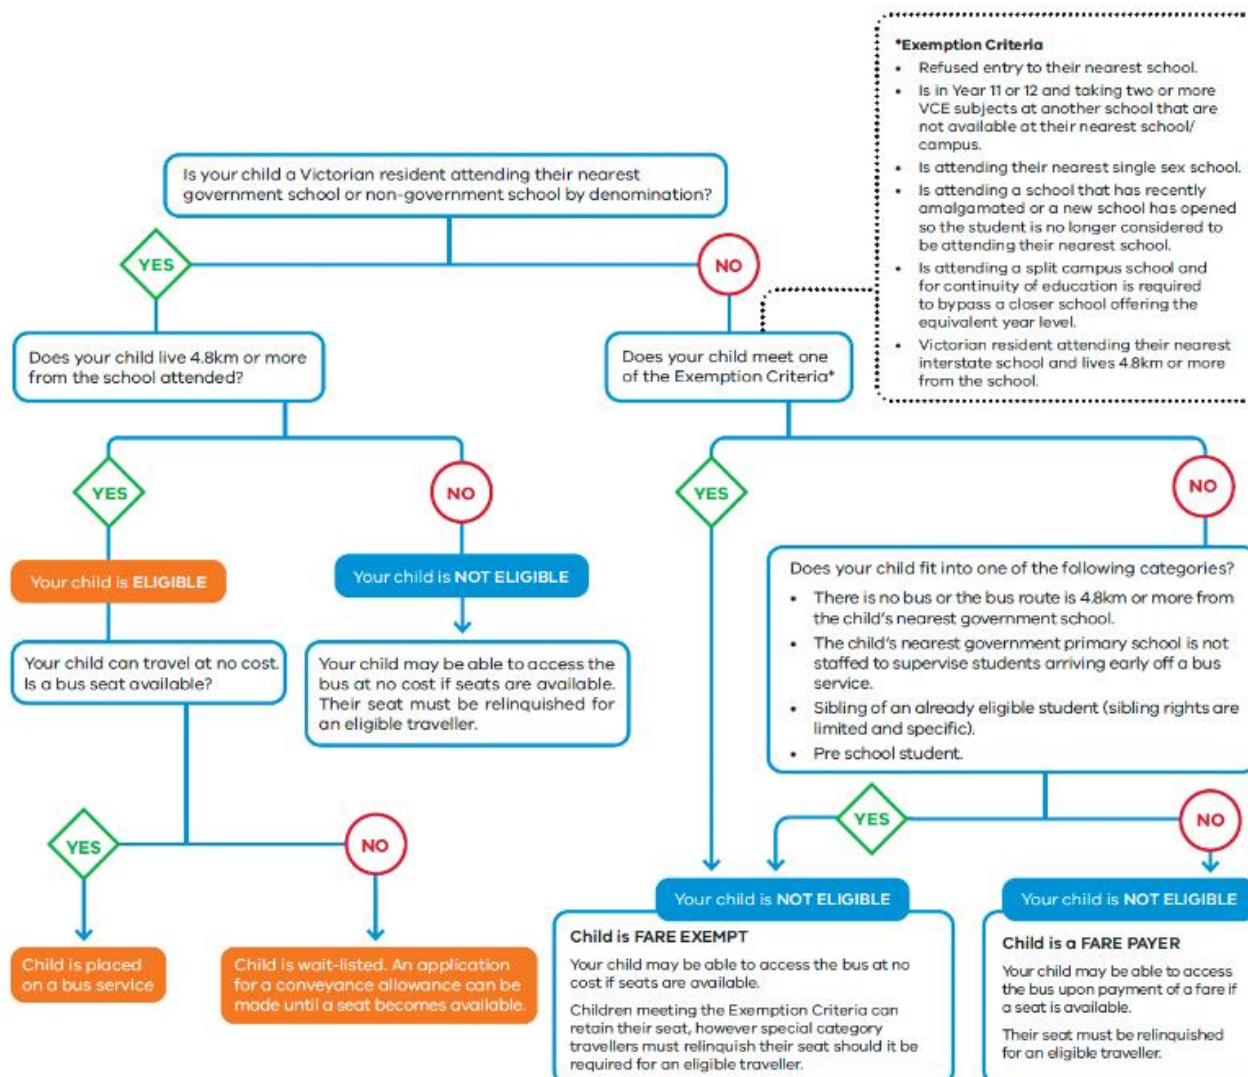 *Exemption Criteria
• Refused entry to their nearest school.
• Is in Year 11 or 12 and taking two or more
VCE subjects at another school that are
not available at their nearest school/
campus.
• Is attending their nearest single sex school.
• Is attending a school that has recently
amalgamated or a new school has opened
so the student is no longer considered to
be attending their nearest school.
• Is attending a split campus school and
for continuity of education is required
to bypass a closer school offering the
equivalent year level.
• Victorian resident attending their nearest
interstate school and lives 4.8km or more
from the school.
Is your child a Victorian resident attending their nearest
government school or non-government school by denomination?
YES
NO
Does your child live 4.8km or more
from the school attended?
Does your child meet one
of the Exemption Criteria*
YES
NO
YES
NO
Your child is ELIGIBLE
Your child is NOT ELIGIBLE
Your child can travel at no cost.
Is a bus seat available?
Your child may be able to access the
bus at no cost if seats are available.
Their seat must be relinquished for
an eligible traveller.
Does your child fit into one of the following categories?
• There is no bus or the bus route is 4.8km or more from
the child's nearest government school.
• The child's nearest government primary school is not
staffed to supervise students arriving early off a bus
service.
• Sibling of an already eligible student (sibling rights are
limited and specific).
• Pre school student.
YES
NO
YES
NO
Child is placed
on a bus service
Child is wait-listed. An application
for a conveyance allowance can be
made until a seat becomes available.
Your child is NOT ELIGIBLE
Child is FARE EXEMPT
Your child may be able to access the bus at no
cost if seats are available.
Children meeting the Exemption Criteria can
retain their seat, however special category
travellers must relinquish their seat should it be
required for an eligible traveller.
Your child is NOT ELIGIBLE
Child is a FARE PAYER
Your child may be able to access
the bus upon payment of a fare if
a seat is available.
Their seat must be relinquished
for an eligible traveller.